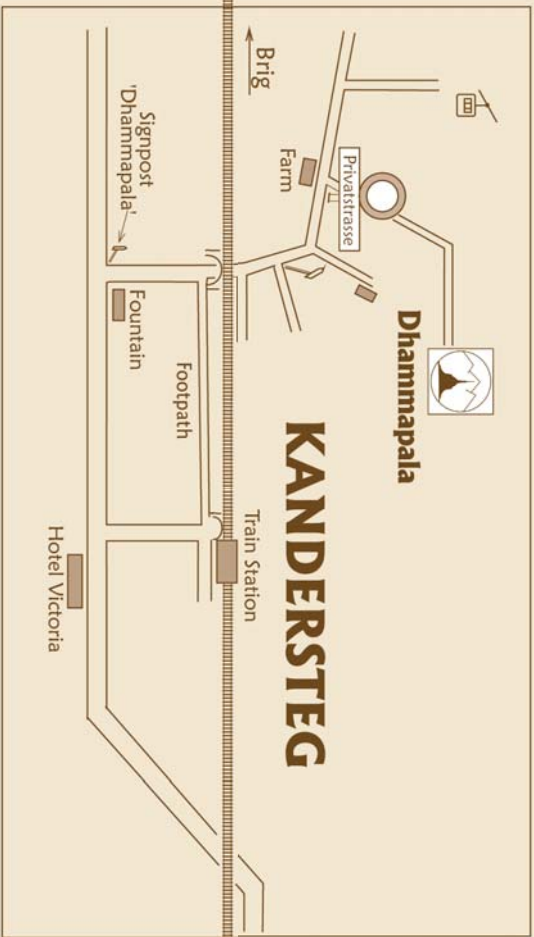 Dhammapala
Privatstrasse
KANDERSTEG
Farm
Brig
Train Station
Footpath
Signpost
'Dhammapala'
Fountain
Hotel Victoria